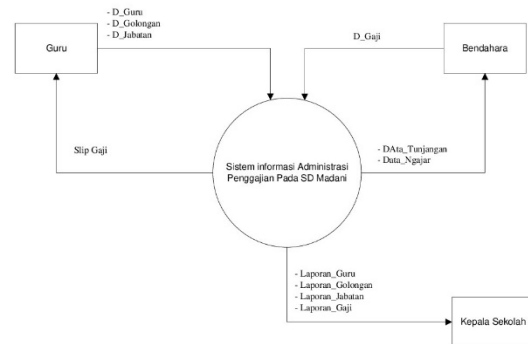 Guru
- D_Guru
- D_Golongan
- D_Jabatan
D_Gaji
Bendahara
Slip Gaji
Sistem informasi Administrasi
Penggajian Pada SD Madani
- DAta_Tunjangan
- Data_Ngajar
- Laporan_Guru
- Laporan_Golongan
- Laporan_Jabatan
- Laporan_Gaji
Kepala Sekolah